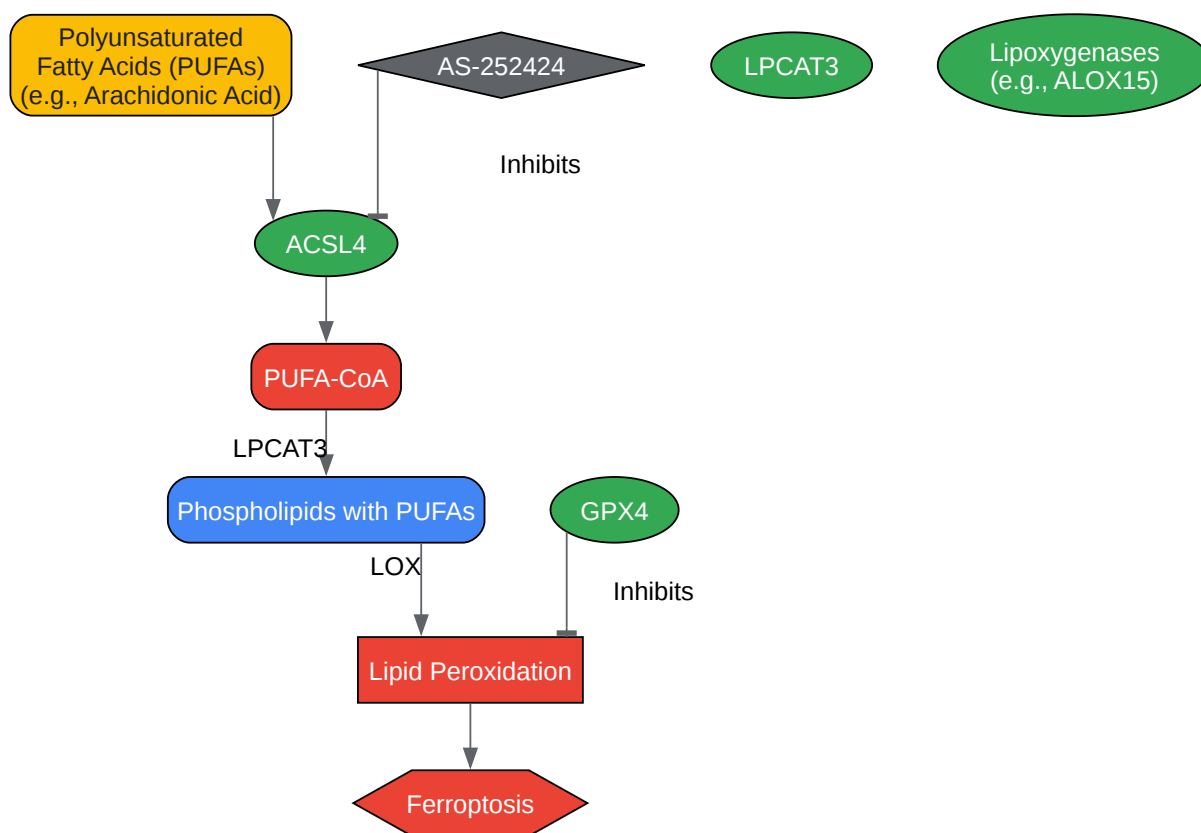 Polyunsaturated
Fatty Acids (PUFAs)
(e.g., Arachidonic Acid)
AS-252424
LPCAT3
Lipoxygenases
(e.g., ALOX15)
Inhibits
ACSL4
PUFA-CoA
LPCAT3
Phospholipids with PUFAs
GPX4
LOX
Inhibits
Lipid Peroxidation
Ferroptosis